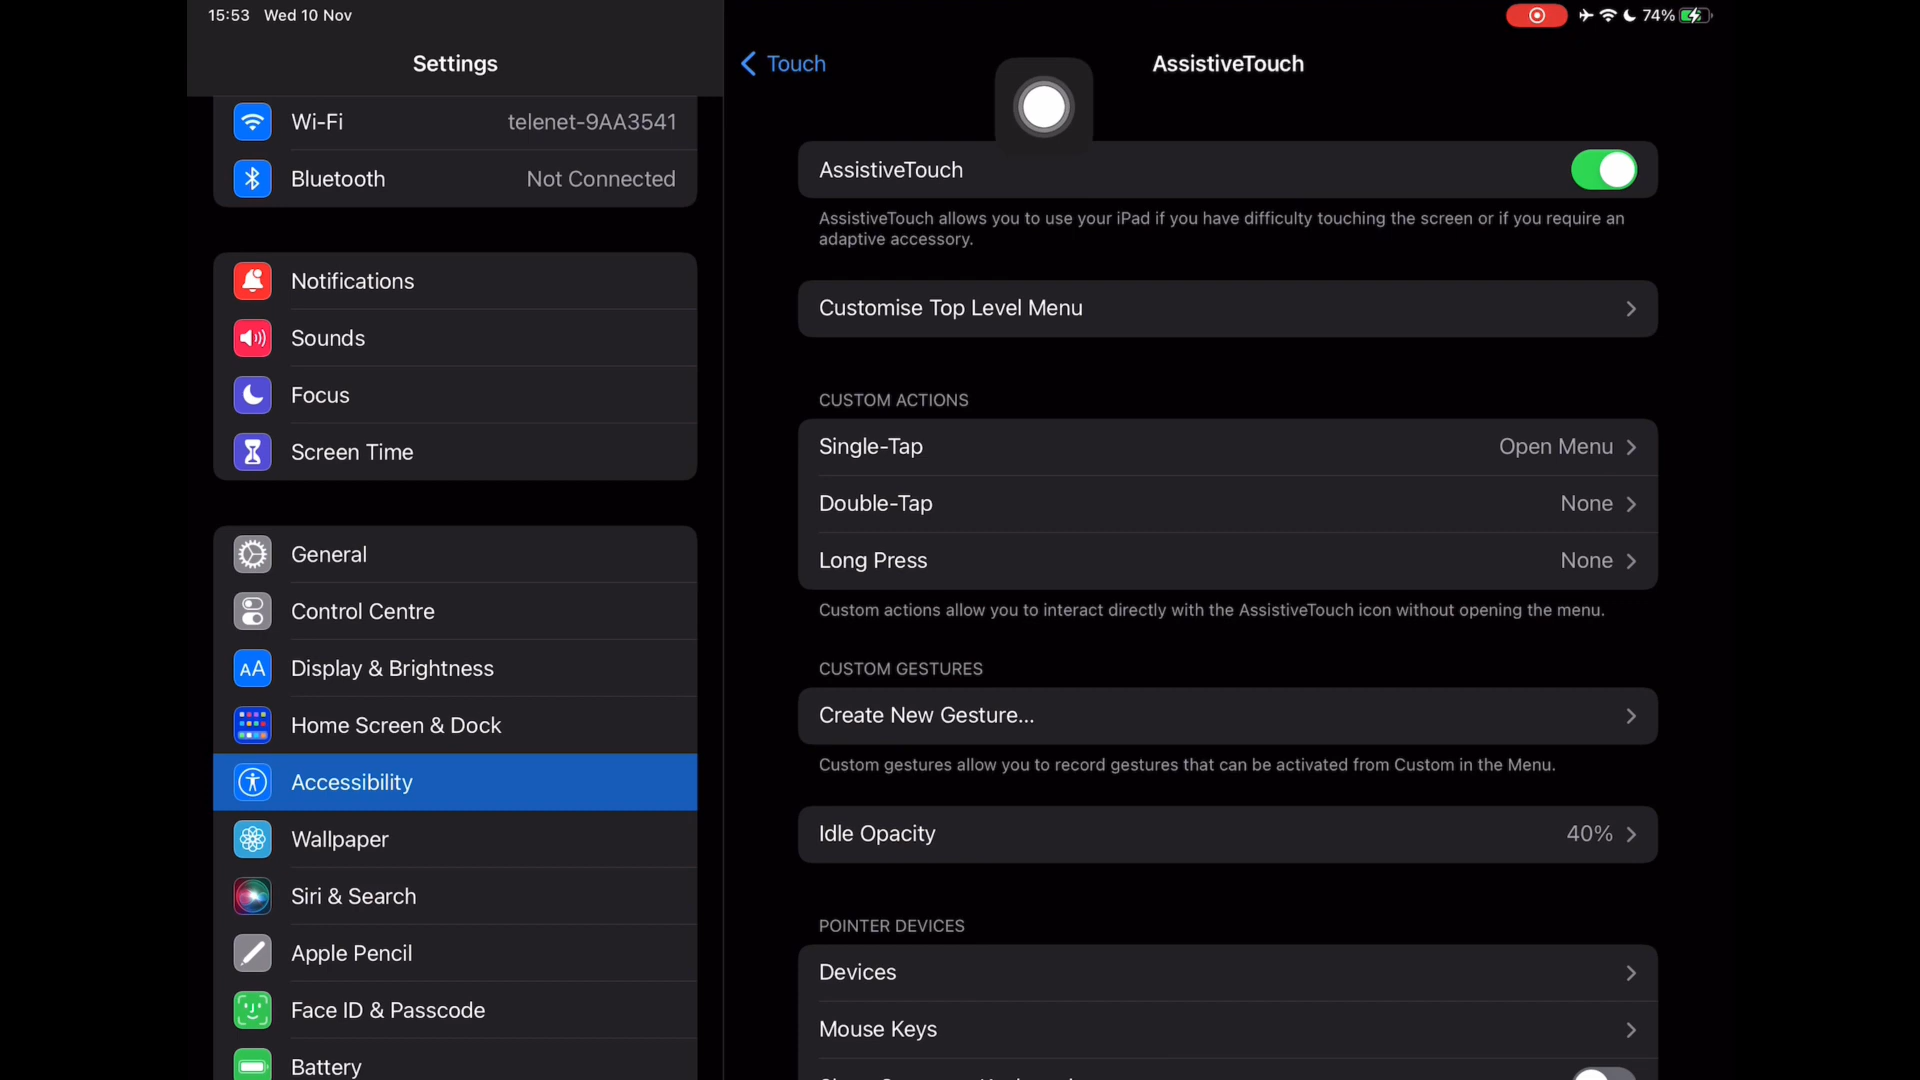 15:53 Wed 10 Nov
74%
Settings
Wi-Fi telenet-9AA3541
Bluetooth Not Connected
Notifications
Sounds
Focus
Screen Time
General
Control Centre
AA Display & Brightness
Home Screen & Dock
Accessibility
Wallpaper
Siri & Search
Apple Pencil
Face ID & Passcode
Battery
Touch
AssistiveTouch
AssistiveTouch
AssistiveTouch allows you to use your iPad if you have difficulty touching the screen or if you require an
adaptive accessory.
Customise Top Level Menu
CUSTOM ACTIONS
Single-Tap Open Menu
Double-Tap None
Long Press None
Custom actions allow you to interact directly with the AssistiveTouch icon without opening the menu.
CUSTOM GESTURES
Create New Gesture...
Custom gestures allow you to record gestures that can be activated from Custom in the Menu.
Idle Opacity 40%
POINTER DEVICES
Devices
Mouse Keys